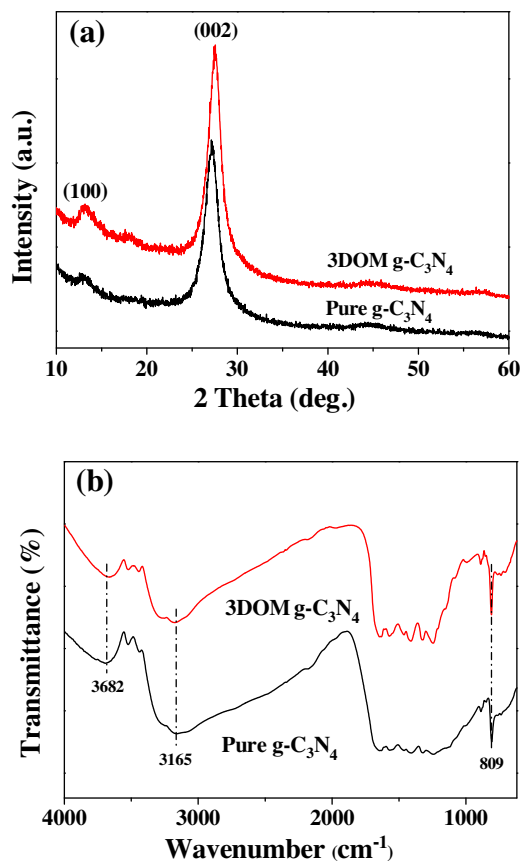 (a)
(002)
(100)
3DOM g-C₃N₄
Pure g-C₃N₄
Intensity (a.u.)
10 20 30 40 50 60
2 Theta (deg.)
(b)
3DOM g-C₃N₄
3682
3165
Pure g-C₃N₄
809
Transmittance (%)
4000 3000 2000 1000
Wavenumber (cm⁻¹)